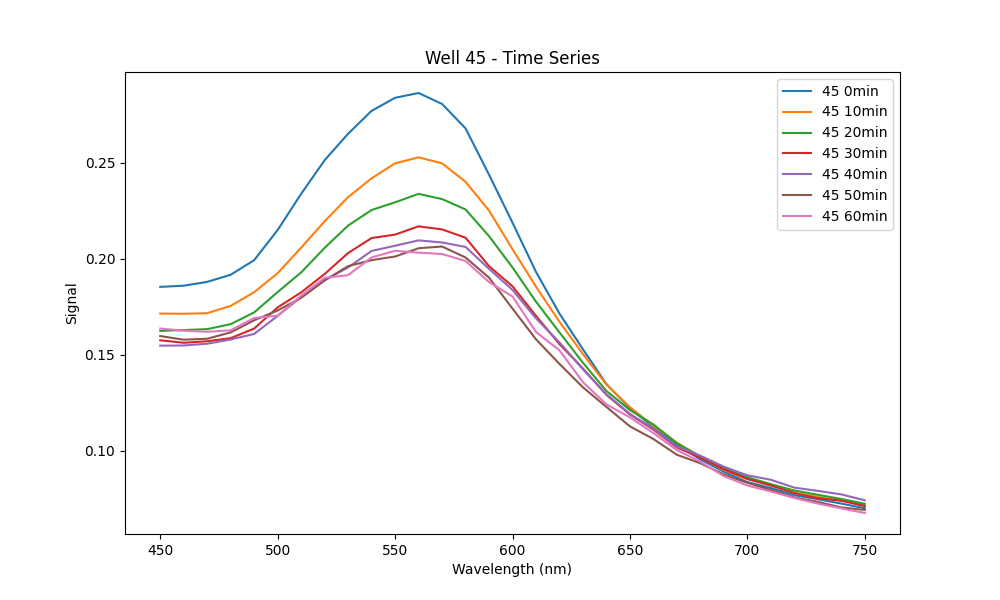 Well 45 - Time Series
45 0min
45 10min
45 20min
45 30min
45 40min
45 50min
45 60min
0.25
0.20
0.15
0.10
Signal
450 500 550 600 650 700 750
Wavelength (nm)